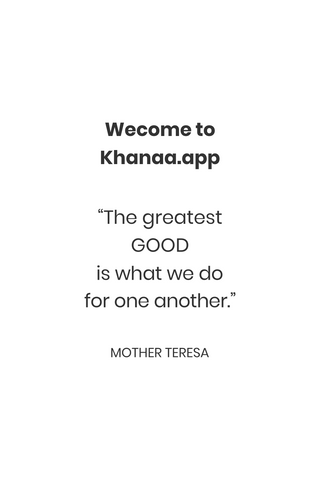 Wecome to
Khanaa.app
“The greatest
GOOD
is what we do
for one another.”
MOTHER TERESA